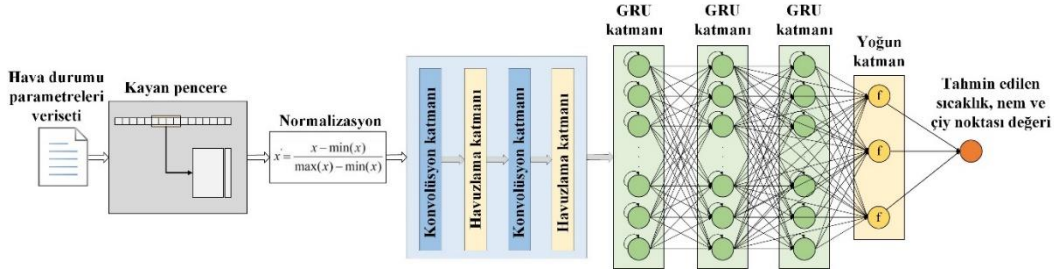 Hava durumu
parametreleri
veriseti
Kayan pencere
Normalizasyon
x' = x − min(x) / max(x) − min(x)
Konvolüsyon katmanı
Havuzlama katmanı
Konvolüsyon katmanı
Havuzlama katmanı
GRU
katmanı
GRU
katmanı
GRU
katmanı
Yoğun
katman
f
f
f
Tahmin edilen
sıcaklık, nem ve
çiy noktası değeri